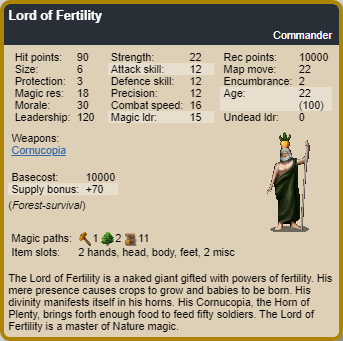 Lord of Fertility
Commander
Hit points: 90 Strength: 22 Rec points: 10000
Size: 6 Attack skill: 12 Map move: 22
Protection: 3 Defence skill: 12 Encumbrance: 2
Magic res: 18 Precision: 12 Age: 22
Morale: 30 Combat speed: 16 (100)
Leadership: 120 Magic ldr: 15 Undead ldr: 0
Weapons:
Cornucopia
Basecost: 10000
Supply bonus: +70
(Forest-survival)
Magic paths: 1 2 11
Item slots: 2 hands, head, body, feet, 2 misc
The Lord of Fertility is a naked giant gifted with powers of fertility. His
mere presence causes crops to grow and babies to be born. His
divinity manifests itself in his horns. His Cornucopia, the Horn of
Plenty, brings forth enough food to feed fifty soldiers. The Lord of
Fertility is a master of Nature magic.